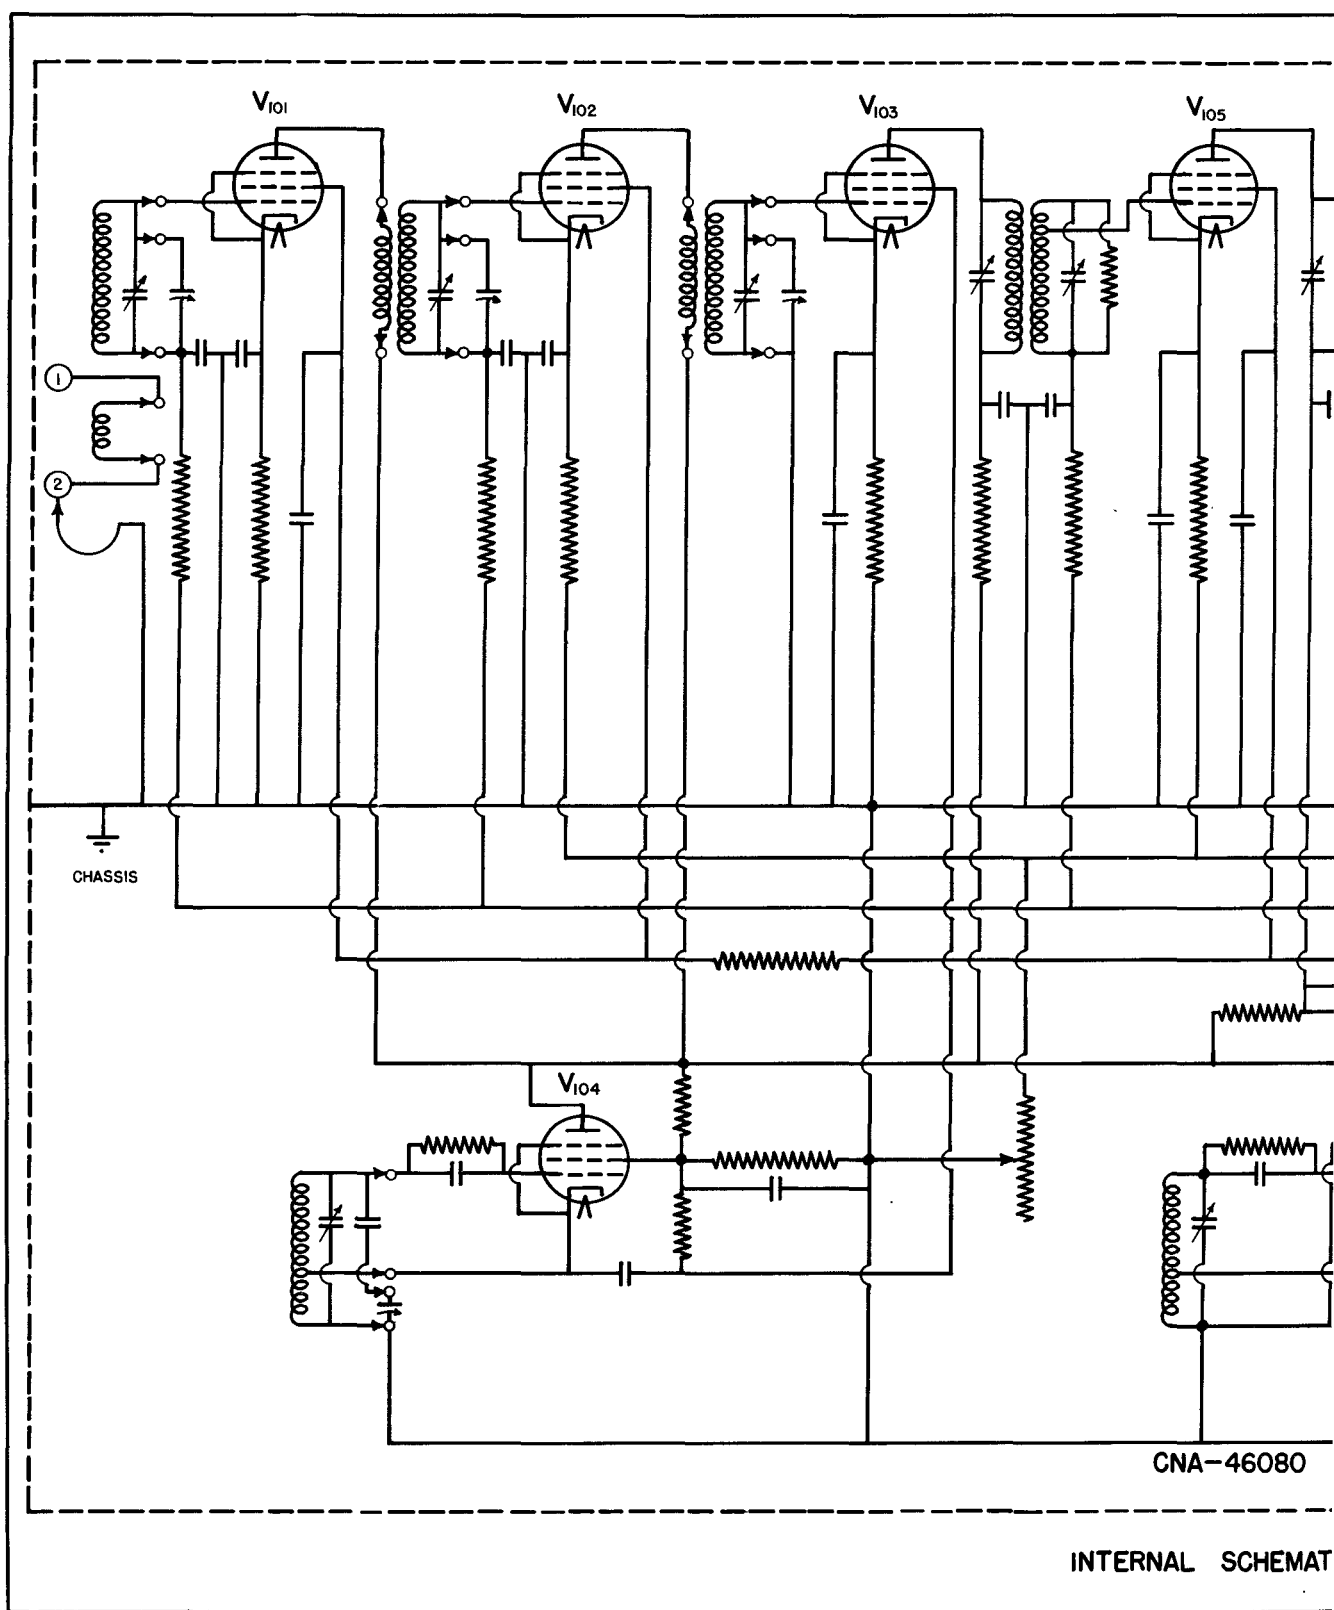 V101 V102 V103 V105
1
2
CHASSIS
V104
CNA-46080
INTERNAL SCHEMAT